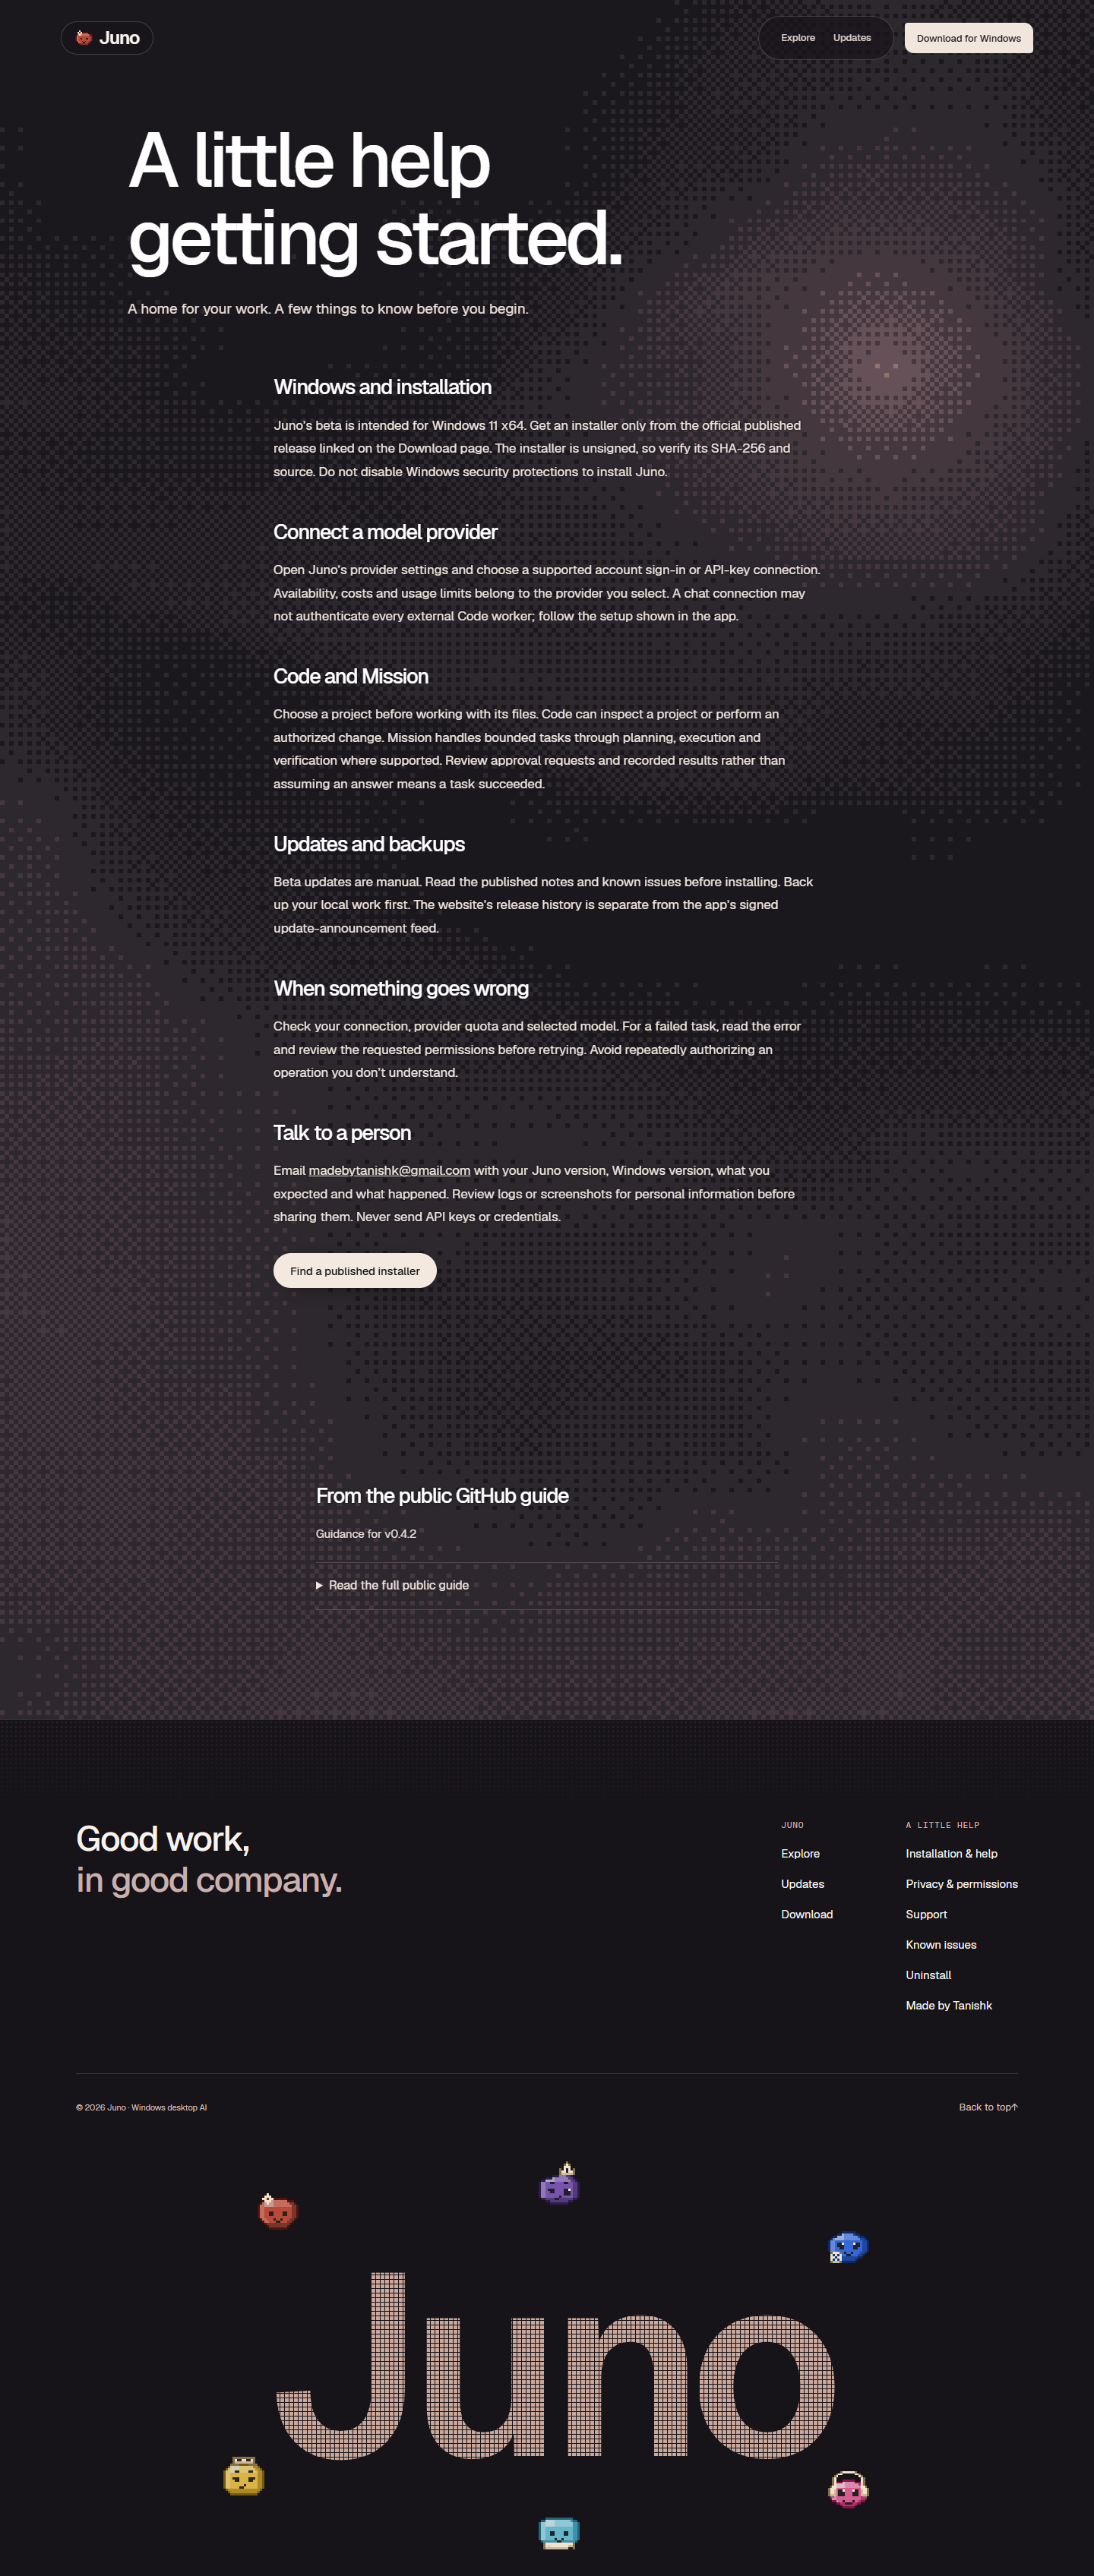 Juno
Explore
Updates
Download for Windows
A little help
getting started.
A home for your work. A few things to know before you begin.
Windows and installation
Juno's beta is intended for Windows 11 x64. Get an installer only from the official published
release linked on the Download page. The installer is unsigned, so verify its SHA-256 and
source. Do not disable Windows security protections to install Juno.
Connect a model provider
Open Juno's provider settings and choose a supported account sign-in or API-key connection.
Availability, costs and usage limits belong to the provider you select. A chat connection may
not authenticate every external Code worker; follow the setup shown in the app.
Code and Mission
Choose a project before working with its files. Code can inspect a project or perform an
authorized change. Mission handles bounded tasks through planning, execution and
verification where supported. Review approval requests and recorded results rather than
assuming an answer means a task succeeded.
Updates and backups
Beta updates are manual. Read the published notes and known issues before installing. Back
up your local work first. The website's release history is separate from the app's signed
update-announcement feed.
When something goes wrong
Check your connection, provider quota and selected model. For a failed task, read the error
and review the requested permissions before retrying. Avoid repeatedly authorizing an
operation you don't understand.
Talk to a person
Email madebytanishk@gmail.com with your Juno version, Windows version, what you
expected and what happened. Review logs or screenshots for personal information before
sharing them. Never send API keys or credentials.
Find a published installer
From the public GitHub guide
Guidance for v0.4.2
Read the full public guide
Good work,
in good company.
JUNO
Explore
Updates
Download
A LITTLE HELP
Installation & help
Privacy & permissions
Support
Known issues
Uninstall
Made by Tanishk
© 2026 Juno · Windows desktop AI
Back to top↑
Juno